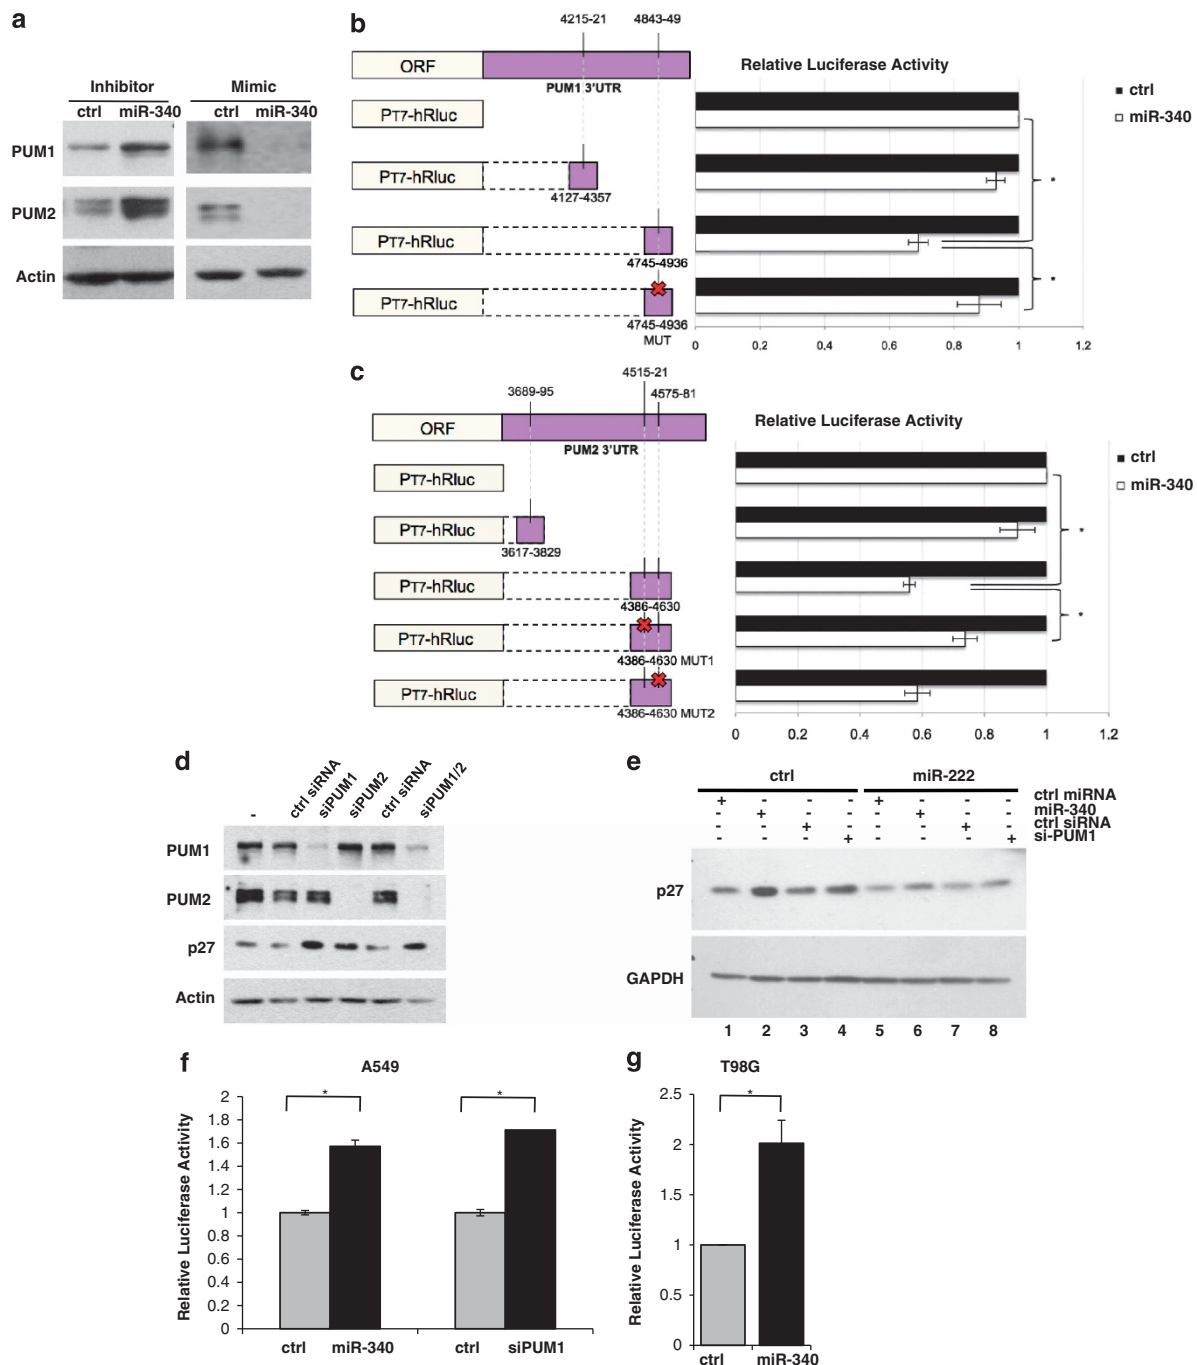 a
Inhibitor Mimic
ctrl miR-340 ctrl miR-340
PUM1
PUM2
Actin
b
4215-21 4843-49
ORF
PUM1 3'UTR
Relative Luciferase Activity
ctrl
miR-340
PT7-hRluc
PT7-hRluc
4127-4357
*
PT7-hRluc
4745-4936
*
PT7-hRluc
4745-4936
MUT
0 0.2 0.4 0.6 0.8 1 1.2
c
3689-95 4515-21 4575-81
ORF
PUM2 3'UTR
Relative Luciferase Activity
ctrl
miR-340
PT7-hRluc
PT7-hRluc
3617-3829
*
PT7-hRluc
4386-4630
*
PT7-hRluc
4386-4630 MUT1
PT7-hRluc
4386-4630 MUT2
0 0.2 0.4 0.6 0.8 1 1.2
d
- ctrl siRNA siPUM1 siPUM2 ctrl siRNA siPUM1/2
PUM1
PUM2
p27
Actin
e
ctrl miR-222
+ - - - + - - - ctrl miRNA
- + - - - + - - miR-340
- - + - - - + - ctrl siRNA
- - - + - - - + si-PUM1
p27
GAPDH
1 2 3 4 5 6 7 8
f
A549
Relative Luciferase Activity
2
1.8
1.6
1.4
1.2
1
0.8
0.6
0.4
0.2
0
* *
ctrl miR-340 ctrl siPUM1
g
T98G
Relative Luciferase Activity
2.5
2
1.5
1
0.5
0
*
ctrl miR-340